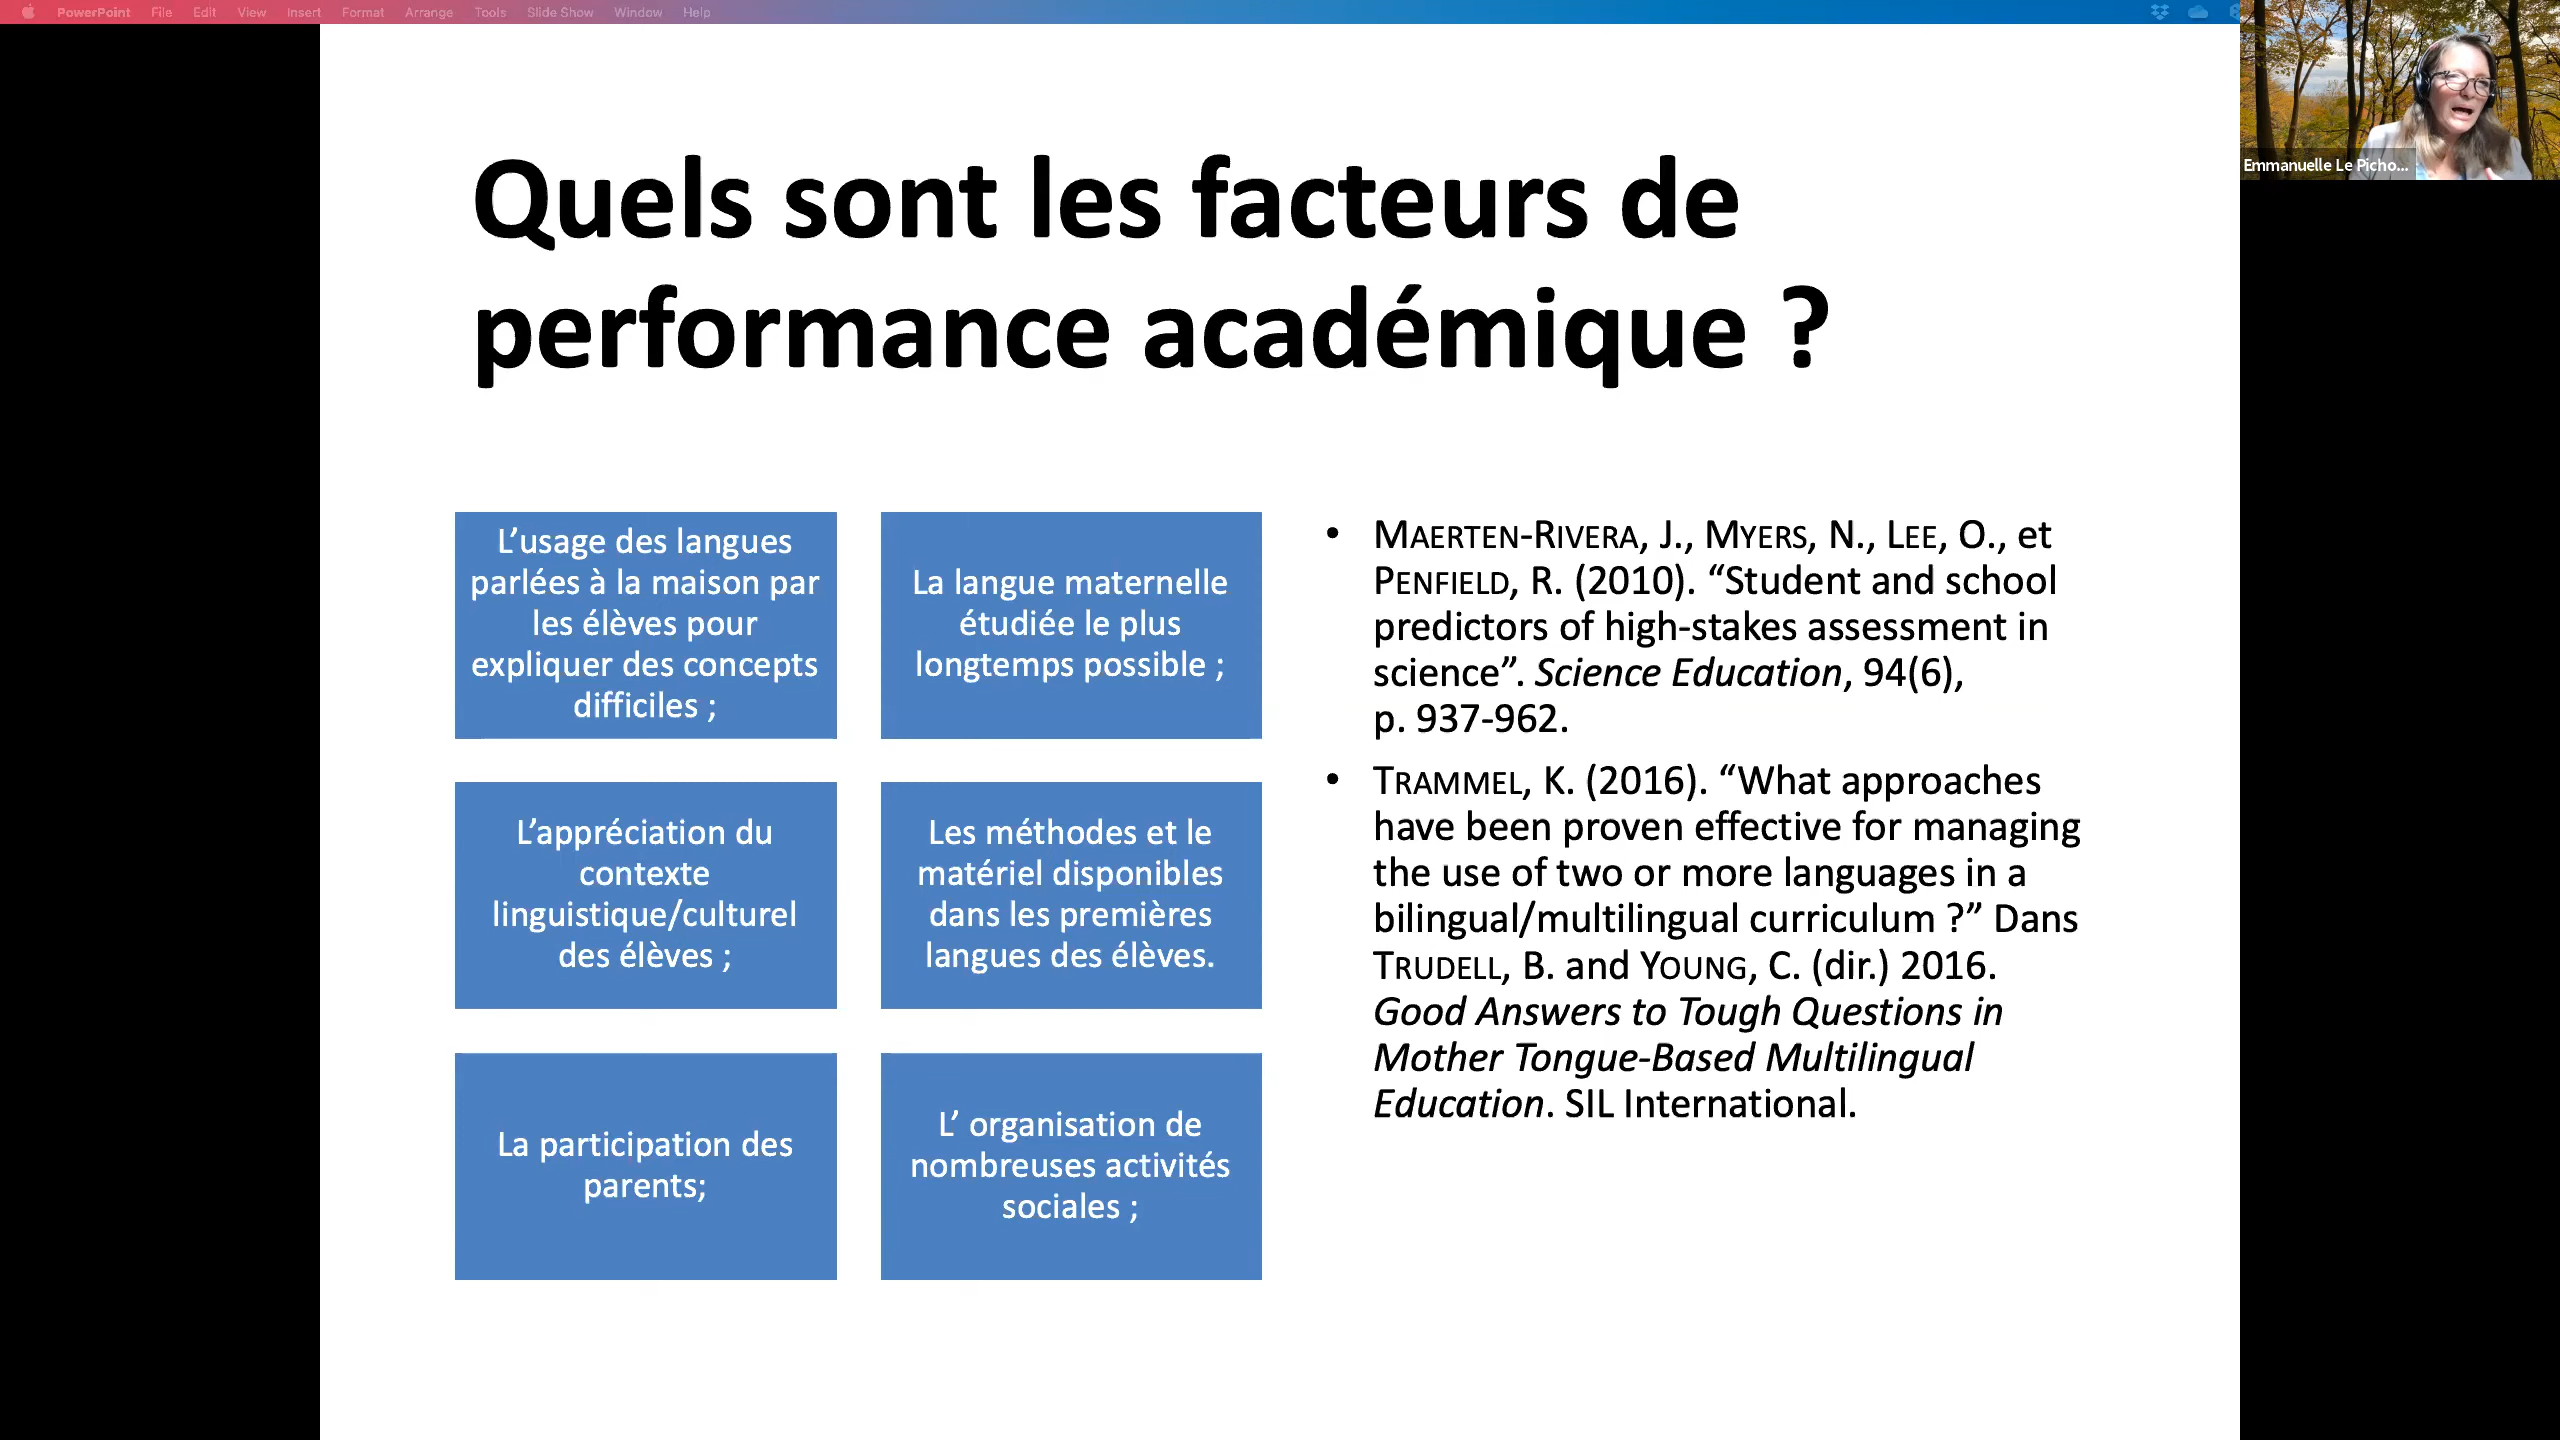 PowerPoint File Edit View Insert Format Arrange Tools Slide Show Window Help
Emmanuelle Le Picho...
Quels sont les facteurs de
performance académique ?
L’usage des langues
parlées à la maison par
les élèves pour
expliquer des concepts
difficiles ;
La langue maternelle
étudiée le plus
longtemps possible ;
L’appréciation du
contexte
linguistique/culturel
des élèves ;
Les méthodes et le
matériel disponibles
dans les premières
langues des élèves.
La participation des
parents;
L’ organisation de
nombreuses activités
sociales ;
• MAERTEN-RIVERA, J., MYERS, N., LEE, O., et
PENFIELD, R. (2010). “Student and school
predictors of high-stakes assessment in
science”. Science Education, 94(6),
p. 937-962.
• TRAMMEL, K. (2016). “What approaches
have been proven effective for managing
the use of two or more languages in a
bilingual/multilingual curriculum ?” Dans
TRUDELL, B. and YOUNG, C. (dir.) 2016.
Good Answers to Tough Questions in
Mother Tongue-Based Multilingual
Education. SIL International.